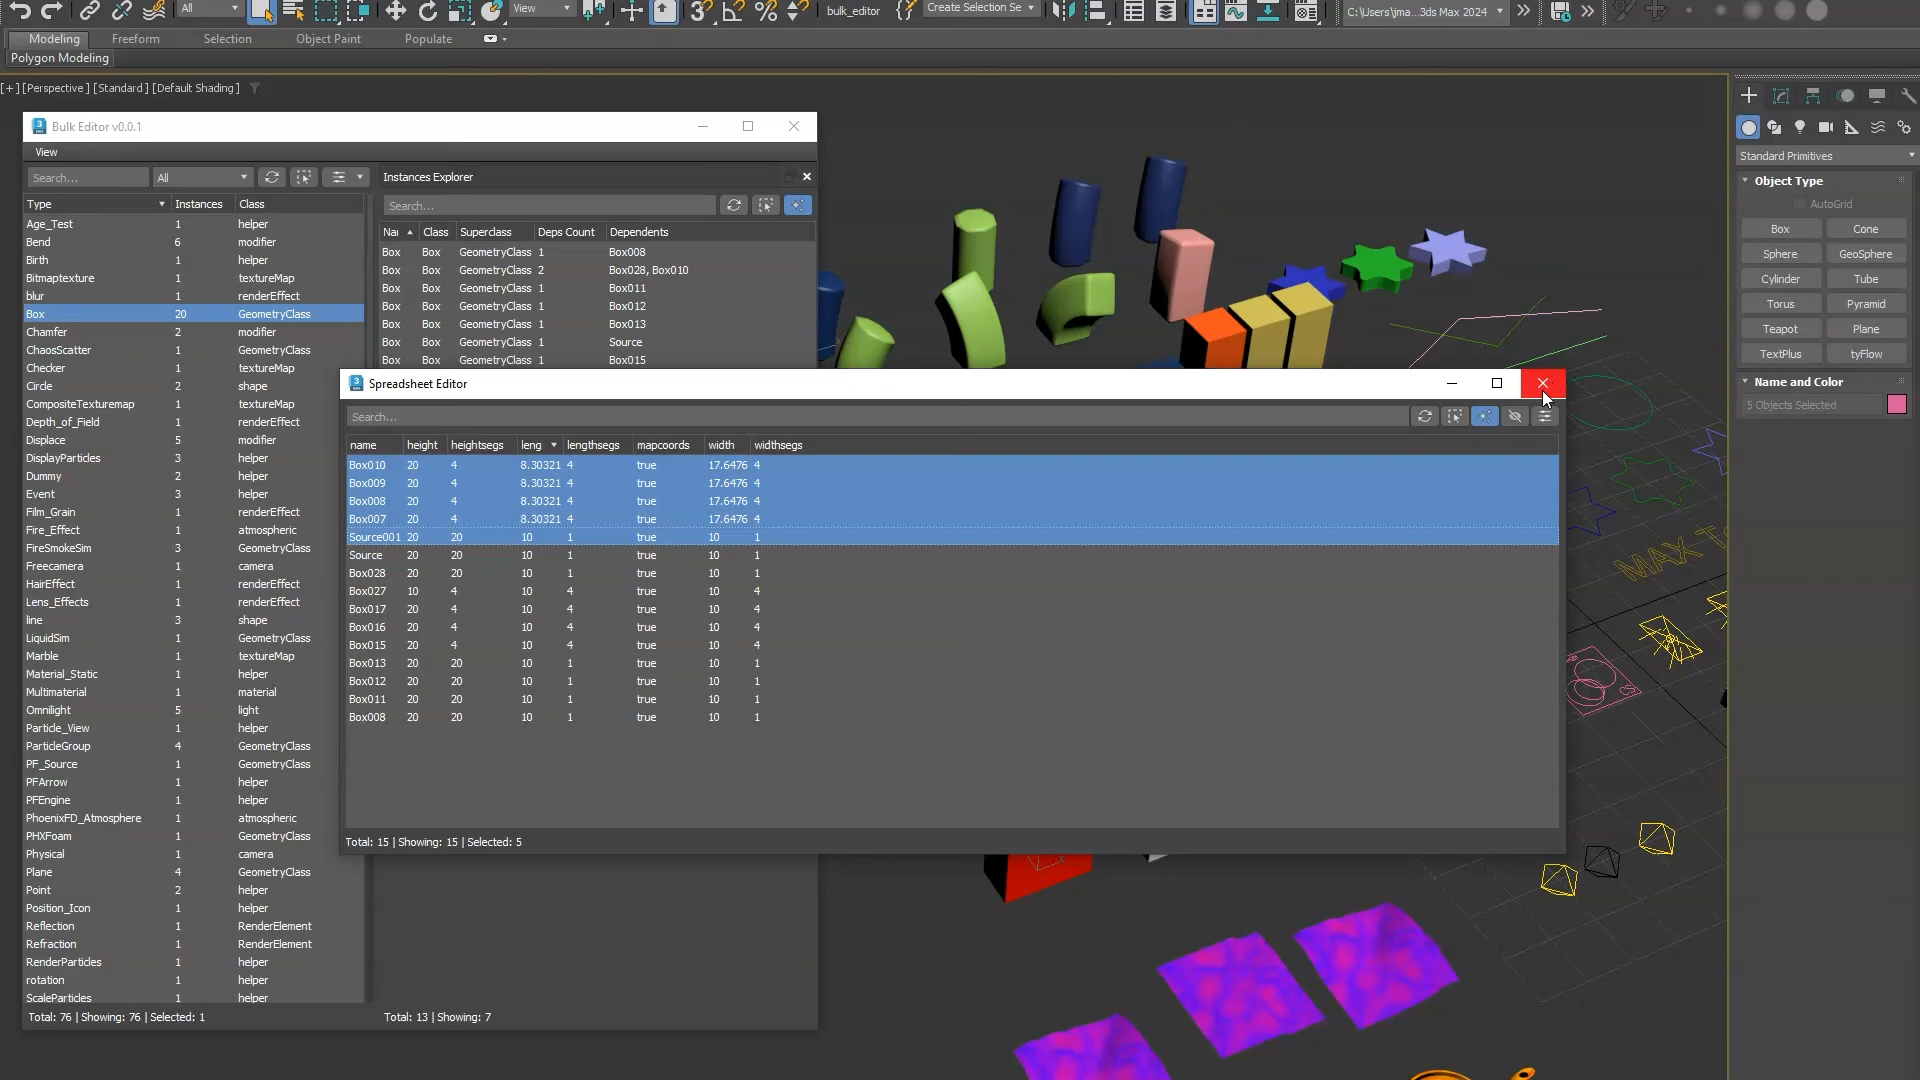 All
View
bulk_editor
Create Selection Se
C:\Users\jma...3ds Max 2024
Modeling
Freeform
Selection
Object Paint
Populate
Polygon Modeling
[+] [Perspective ] [Standard ] [Default Shading ]
Bulk Editor v0.0.1
View
Search...
All
Type Instances Class
Age_Test 1 helper
Bend 6 modifier
Birth 1 helper
Bitmaptexture 1 textureMap
blur 1 renderEffect
Box 20 GeometryClass
Chamfer 2 modifier
ChaosScatter 1 GeometryClass
Checker 1 textureMap
Circle 2 shape
CompositeTexturemap 1 textureMap
Depth_of_Field 1 renderEffect
Displace 5 modifier
DisplayParticles 3 helper
Dummy 2 helper
Event 3 helper
Film_Grain 1 renderEffect
Fire_Effect 1 atmospheric
FireSmokeSim 3 GeometryClass
Freecamera 1 camera
HairEffect 1 renderEffect
Lens_Effects 1 renderEffect
line 3 shape
LiquidSim 1 GeometryClass
Marble 1 textureMap
Material_Static 1 helper
Multimaterial 1 material
Omnilight 5 light
Particle_View 1 helper
ParticleGroup 4 GeometryClass
PF_Source 1 GeometryClass
PFArrow 1 helper
PFEngine 1 helper
PhoenixFD_Atmosphere 1 atmospheric
PHXFoam 1 GeometryClass
Physical 1 camera
Plane 4 GeometryClass
Point 2 helper
Position_Icon 1 helper
Reflection 1 RenderElement
Refraction 1 RenderElement
RenderParticles 1 helper
rotation 1 helper
ScaleParticles 1 helper
Total: 76 | Showing: 76 | Selected: 1
Instances Explorer
Search...
Nai Class Superclass Deps Count Dependents
Box Box GeometryClass 1 Box008
Box Box GeometryClass 2 Box028, Box010
Box Box GeometryClass 1 Box011
Box Box GeometryClass 1 Box012
Box Box GeometryClass 1 Box013
Box Box GeometryClass 1 Source
Box Box GeometryClass 1 Box015
Total: 13 | Showing: 7
Spreadsheet Editor
Search...
name height heightsegs leng lengthsegs mapcoords width widthsegs
Box010 20 4 8.30321 4 true 17.6476 4
Box009 20 4 8.30321 4 true 17.6476 4
Box008 20 4 8.30321 4 true 17.6476 4
Box007 20 4 8.30321 4 true 17.6476 4
Source001 20 20 10 1 true 10 1
Source 20 20 10 1 true 10 1
Box028 20 20 10 1 true 10 1
Box027 10 4 10 4 true 10 4
Box017 20 4 10 4 true 10 4
Box016 20 4 10 4 true 10 4
Box015 20 4 10 4 true 10 4
Box013 20 20 10 1 true 10 1
Box012 20 20 10 1 true 10 1
Box011 20 20 10 1 true 10 1
Box008 20 20 10 1 true 10 1
Total: 15 | Showing: 15 | Selected: 5
MAX
Standard Primitives
Object Type
AutoGrid
Box Cone
Sphere GeoSphere
Cylinder Tube
Torus Pyramid
Teapot Plane
TextPlus tyFlow
Name and Color
5 Objects Selected